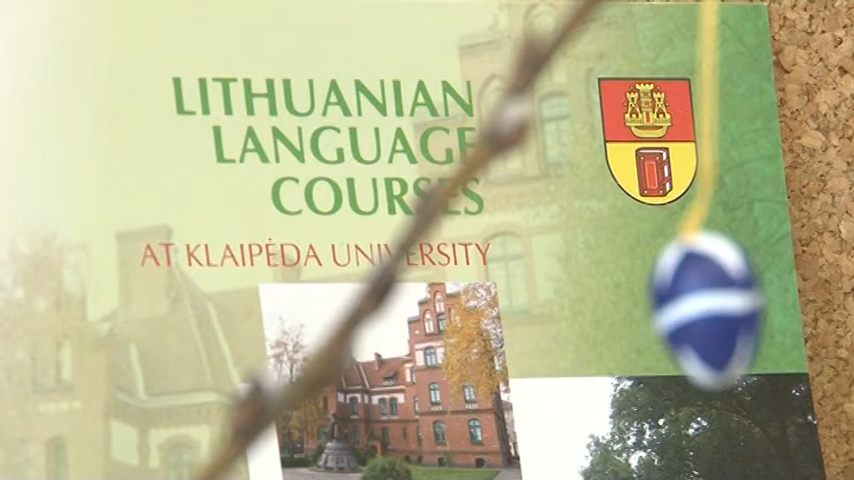 LITHUANIAN
LANGUAGE
COURSES
AT KLAIPĖDA UNIVERSITY